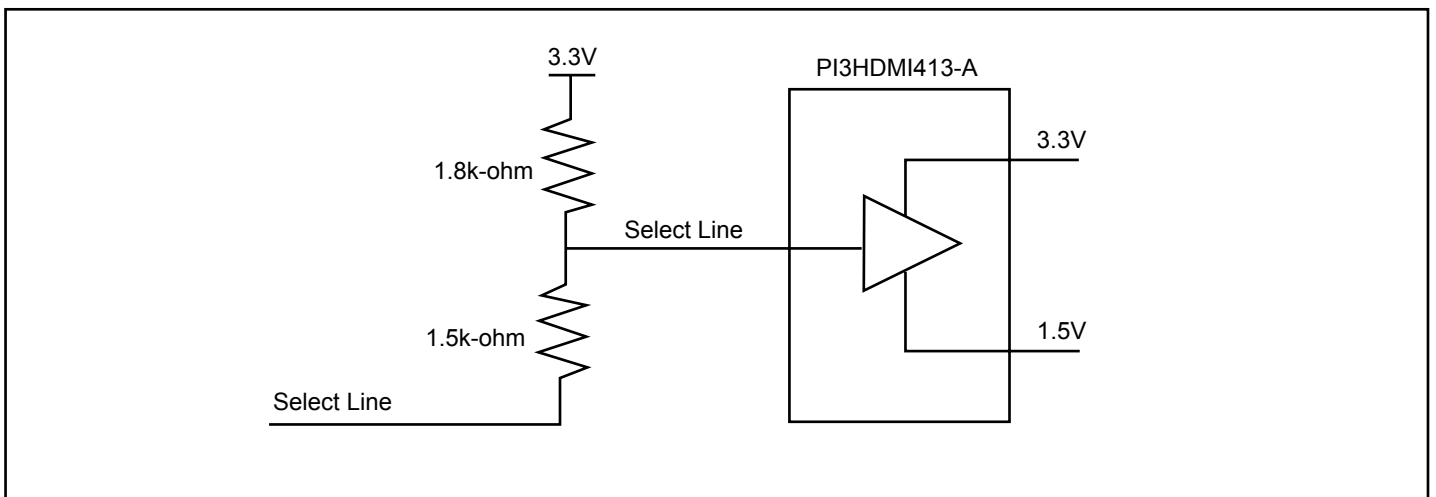 3.3V
PI3HDMI413-A
3.3V
1.8k-ohm
Select Line
1.5k-ohm
1.5V
Select Line